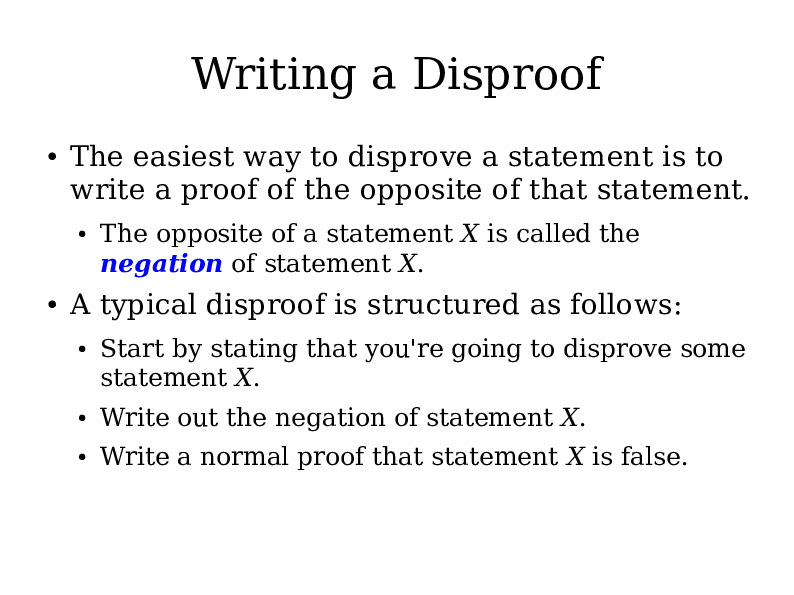 Writing a Disproof
• The easiest way to disprove a statement is to
write a proof of the opposite of that statement.
• The opposite of a statement X is called the
negation of statement X.
• A typical disproof is structured as follows:
• Start by stating that you're going to disprove some
statement X.
• Write out the negation of statement X.
• Write a normal proof that statement X is false.